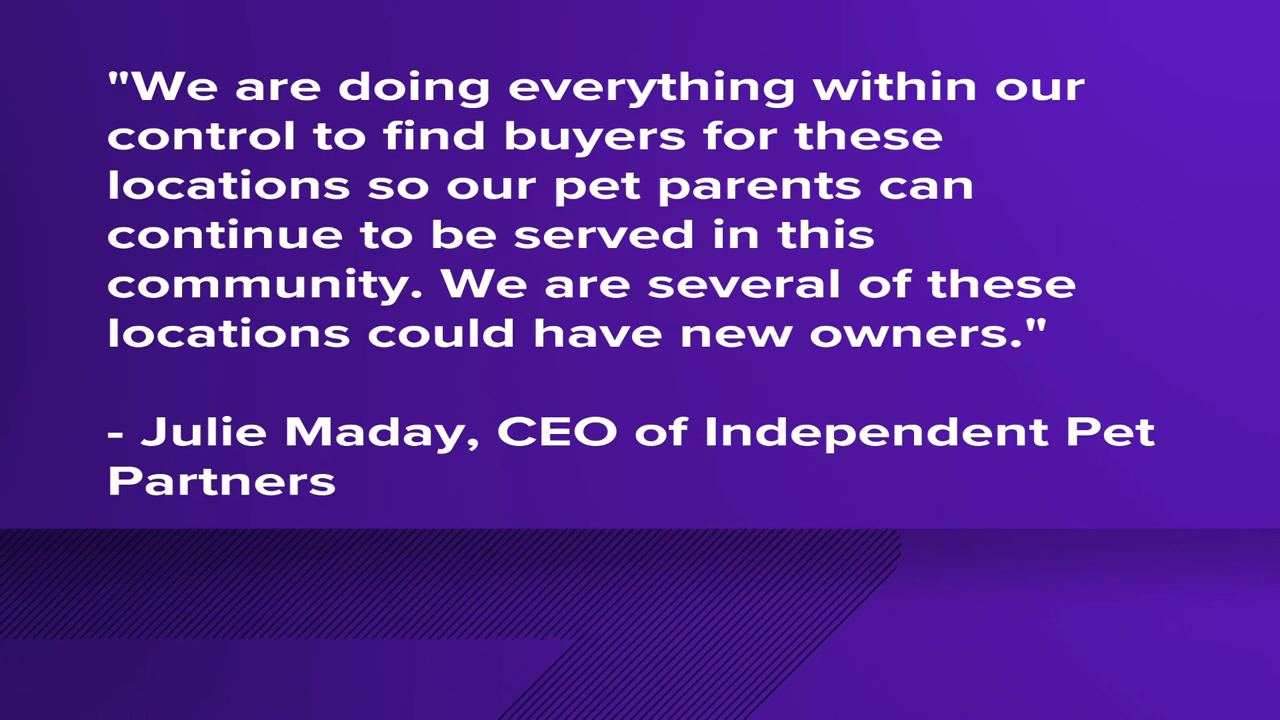 "We are doing everything within our
control to find buyers for these
locations so our pet parents can
continue to be served in this
community. We are several of these
locations could have new owners."
- Julie Maday, CEO of Independent Pet
Partners